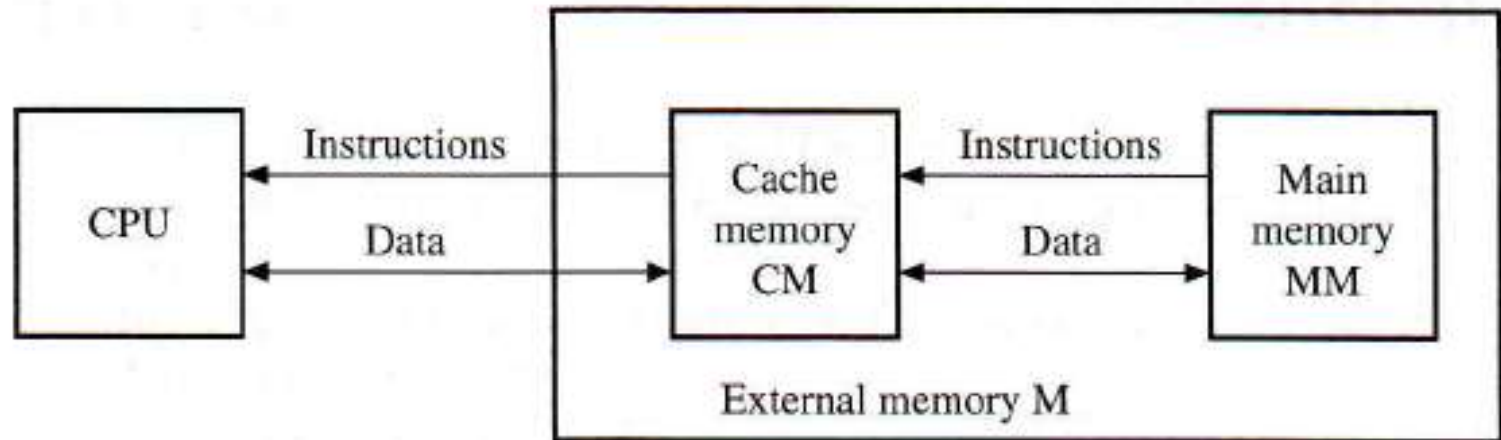 CPU
Instructions
Data
Cache
memory
CM
Instructions
Data
Main
memory
MM
External memory M